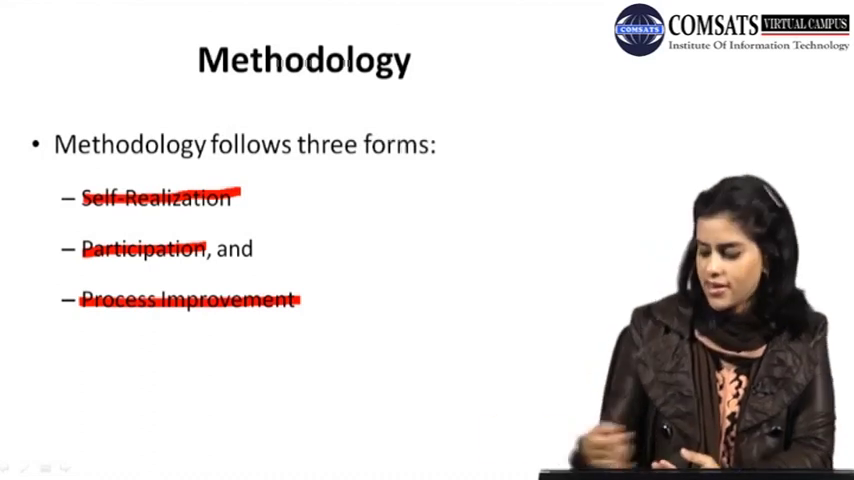 COMSATS VIRTUAL CAMPUS
COMSATS
Institute Of Information Technology
Methodology
• Methodology follows three forms:
– Self-Realization
– Participation, and
– Process Improvement